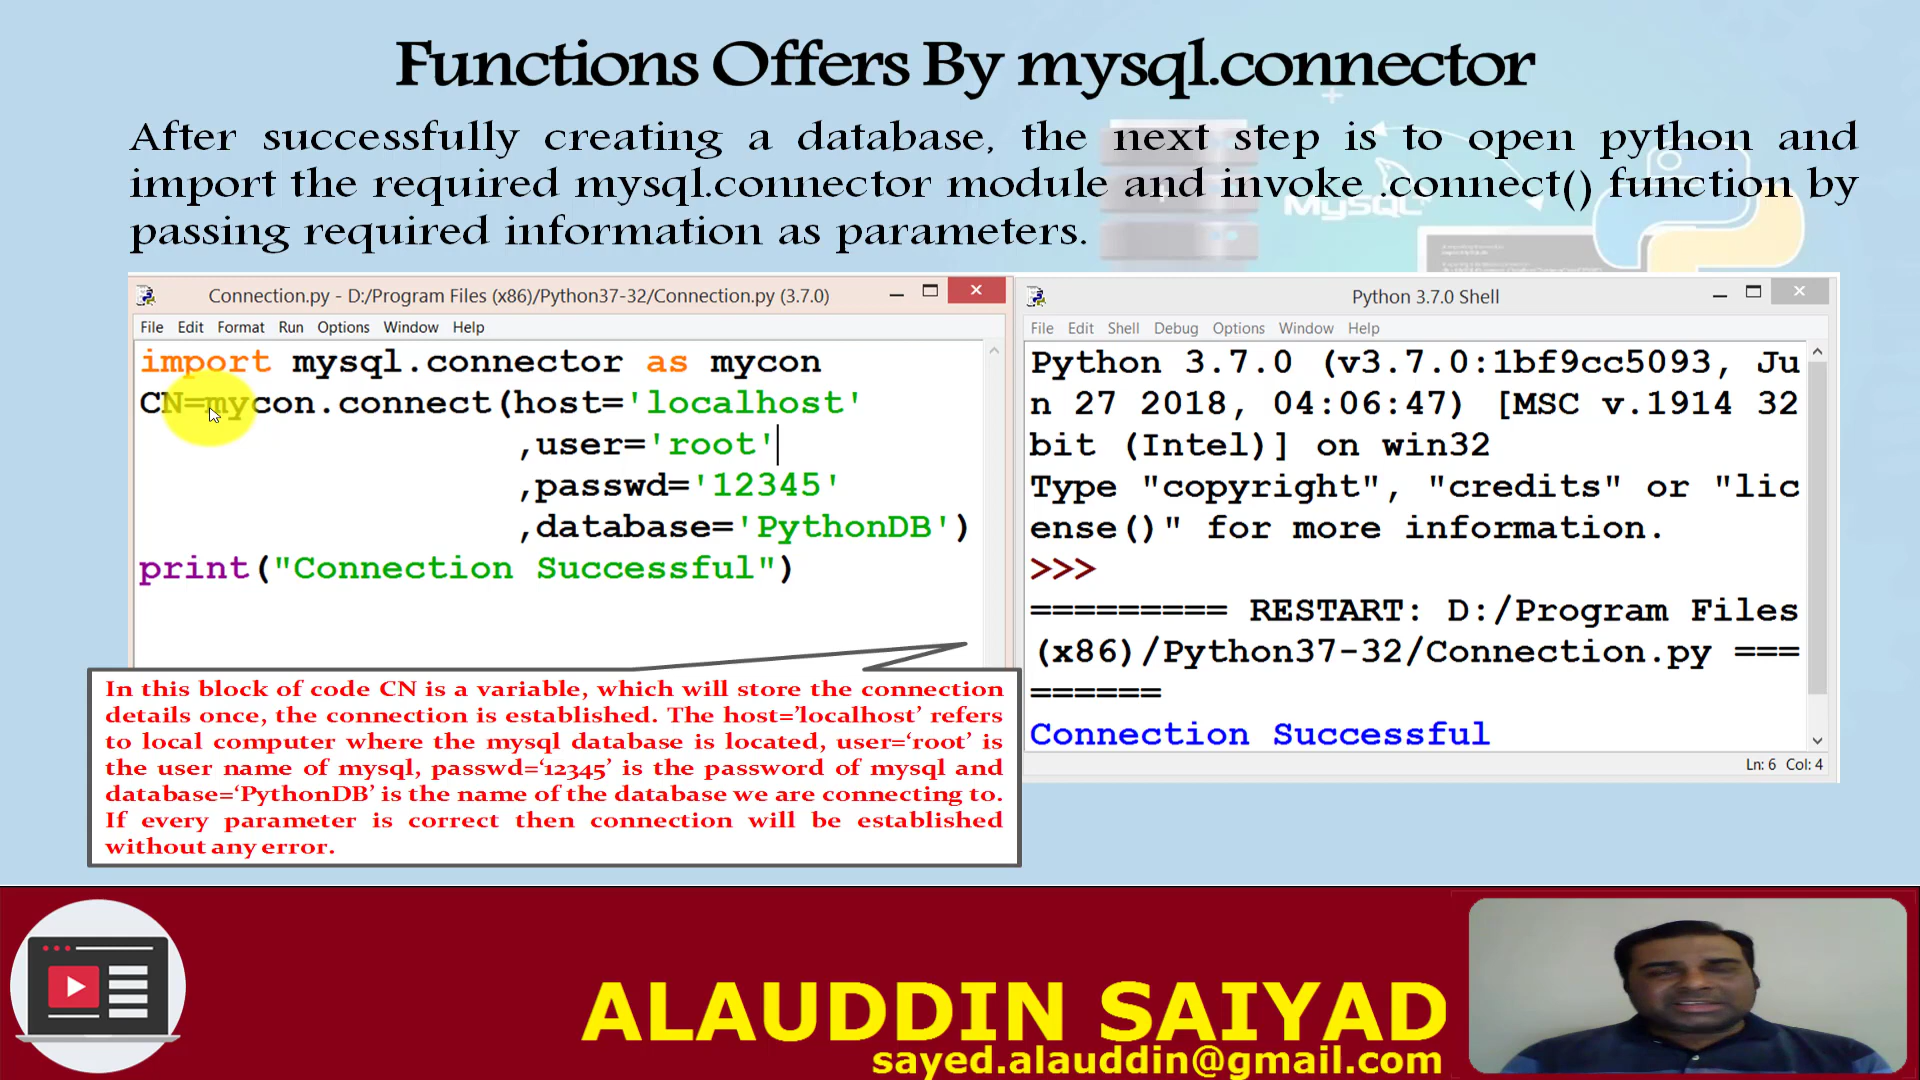 Functions Offers By mysql.connector
After successfully creating a database, the next step is to open python and
import the required mysql.connector module and invoke .connect() function by
passing required information as parameters.
MySQL
Connection.py - D:/Program Files (x86)/Python37-32/Connection.py (3.7.0)
File Edit Format Run Options Window Help
import mysql.connector as mycon
CN=mycon.connect(host='localhost'
,user='root'
,passwd='12345'
,database='PythonDB')
print("Connection Successful")
Python 3.7.0 Shell
File Edit Shell Debug Options Window Help
Python 3.7.0 (v3.7.0:1bf9cc5093, Ju
n 27 2018, 04:06:47) [MSC v.1914 32
bit (Intel)] on win32
Type "copyright", "credits" or "lic
ense()" for more information.
>>>
========= RESTART: D:/Program Files
(x86)/Python37-32/Connection.py ===
======
Connection Successful
Ln: 6 Col: 4
In this block of code CN is a variable, which will store the connection
details once, the connection is established. The host=’localhost’ refers
to local computer where the mysql database is located, user=‘root’ is
the user name of mysql, passwd=‘12345’ is the password of mysql and
database=‘PythonDB’ is the name of the database we are connecting to.
If every parameter is correct then connection will be established
without any error.
ALAUDDIN SAIYAD
sayed.alauddin@gmail.com